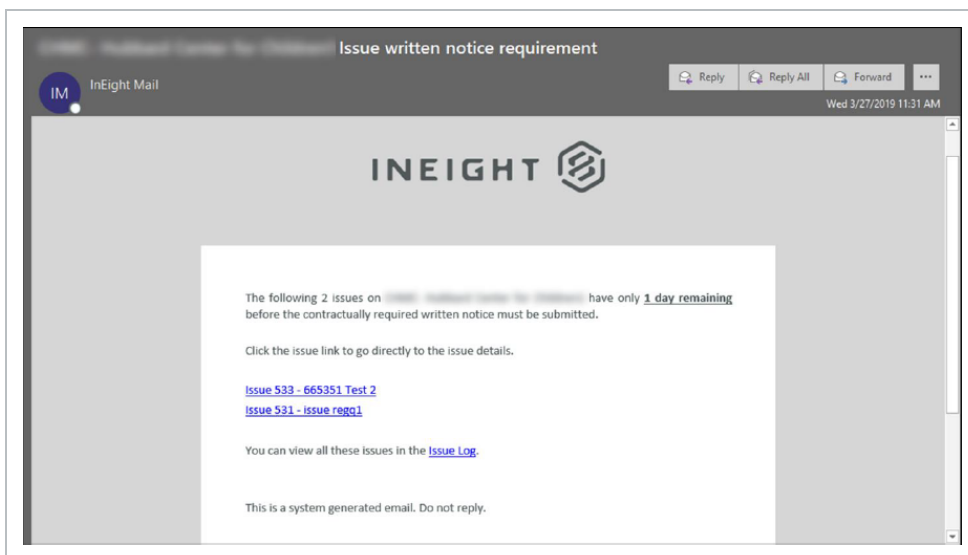 Issue written notice requirement
IM
InEight Mail
Reply
Reply All
Forward
Wed 3/27/2019 11:31 AM
INEIGHT
The following 2 issues on have only 1 day remaining
before the contractually required written notice must be submitted.
Click the issue link to go directly to the issue details.
Issue 533 - 665351 Test 2
Issue 531 - issue regq1
You can view all these issues in the Issue Log.
This is a system generated email. Do not reply.